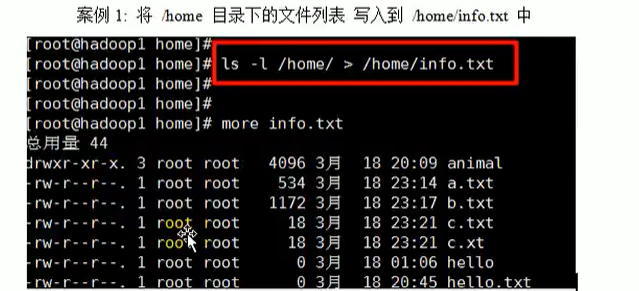 案例 1: 将 /home 目录下的文件列表 写入到 /home/info.txt 中
[root@hadoop1 home]#
[root@hadoop1 home]# ls -l /home/ > /home/info.txt
[root@hadoop1 home]#
[root@hadoop1 home]#
[root@hadoop1 home]# more info.txt
总用量 44
drwxr-xr-x. 3 root root 4096 3月 18 20:09 animal
-rw-r--r--. 1 root root 534 3月 18 23:14 a.txt
-rw-r--r--. 1 root root 1172 3月 18 23:17 b.txt
-rw-r--r--. 1 root root 18 3月 18 23:21 c.txt
-rw-r--r--. 1 root root 18 3月 18 23:21 c.xt
-rw-r--r--. 1 root root 0 3月 18 01:06 hello
-rw-r--r--. 1 root root 0 3月 18 20:45 hello.txt